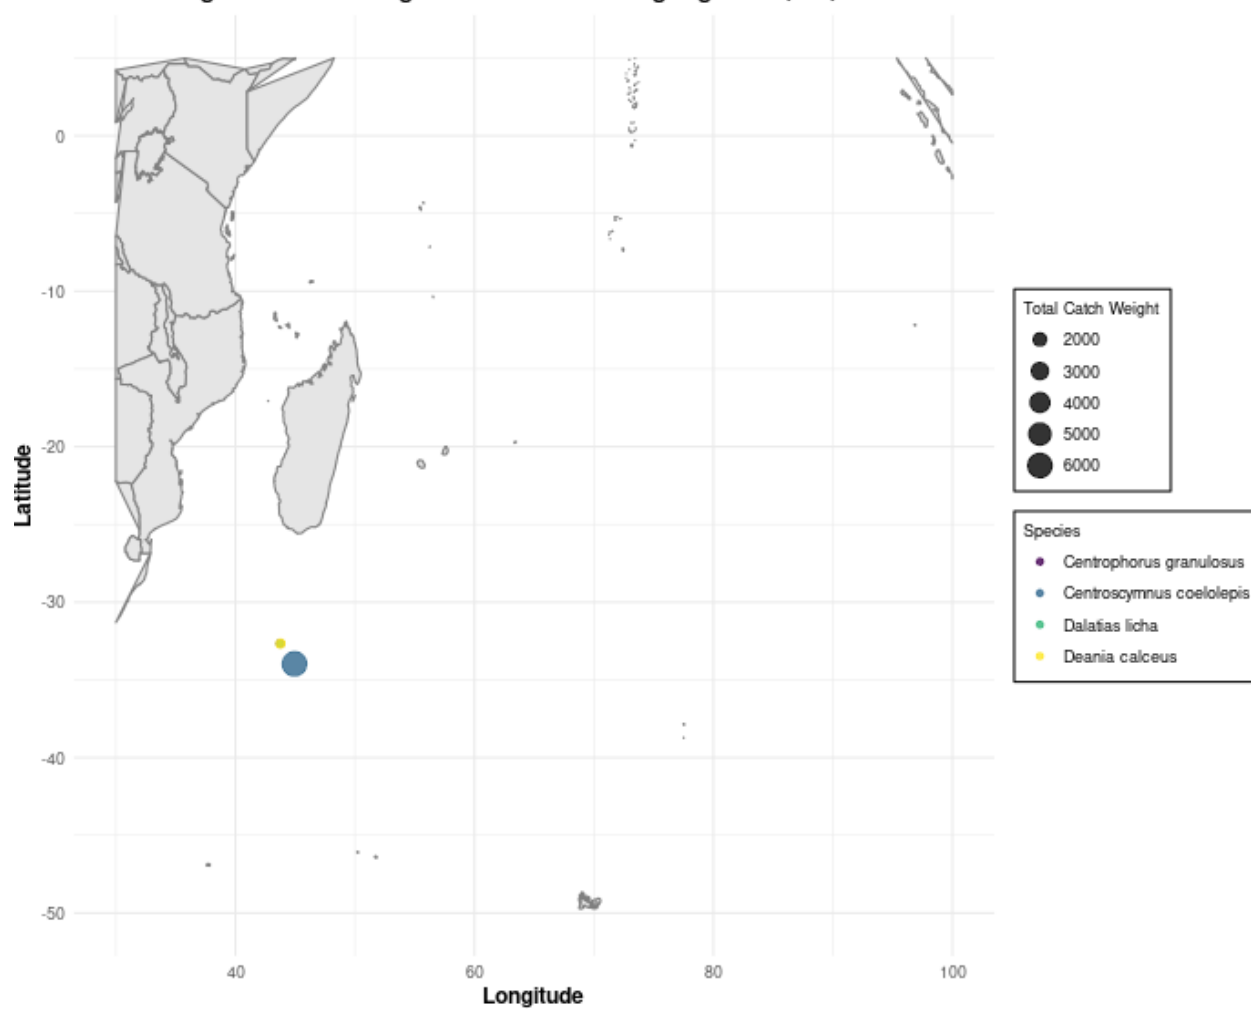 0
-10
-20
-30
-40
-50
Latitude
40
60
80
100
Longitude
Total Catch Weight
2000
3000
4000
5000
6000
Species
Centrophorus granulosus
Centroscymnus coelolepis
Dalatias licha
Deania calceus